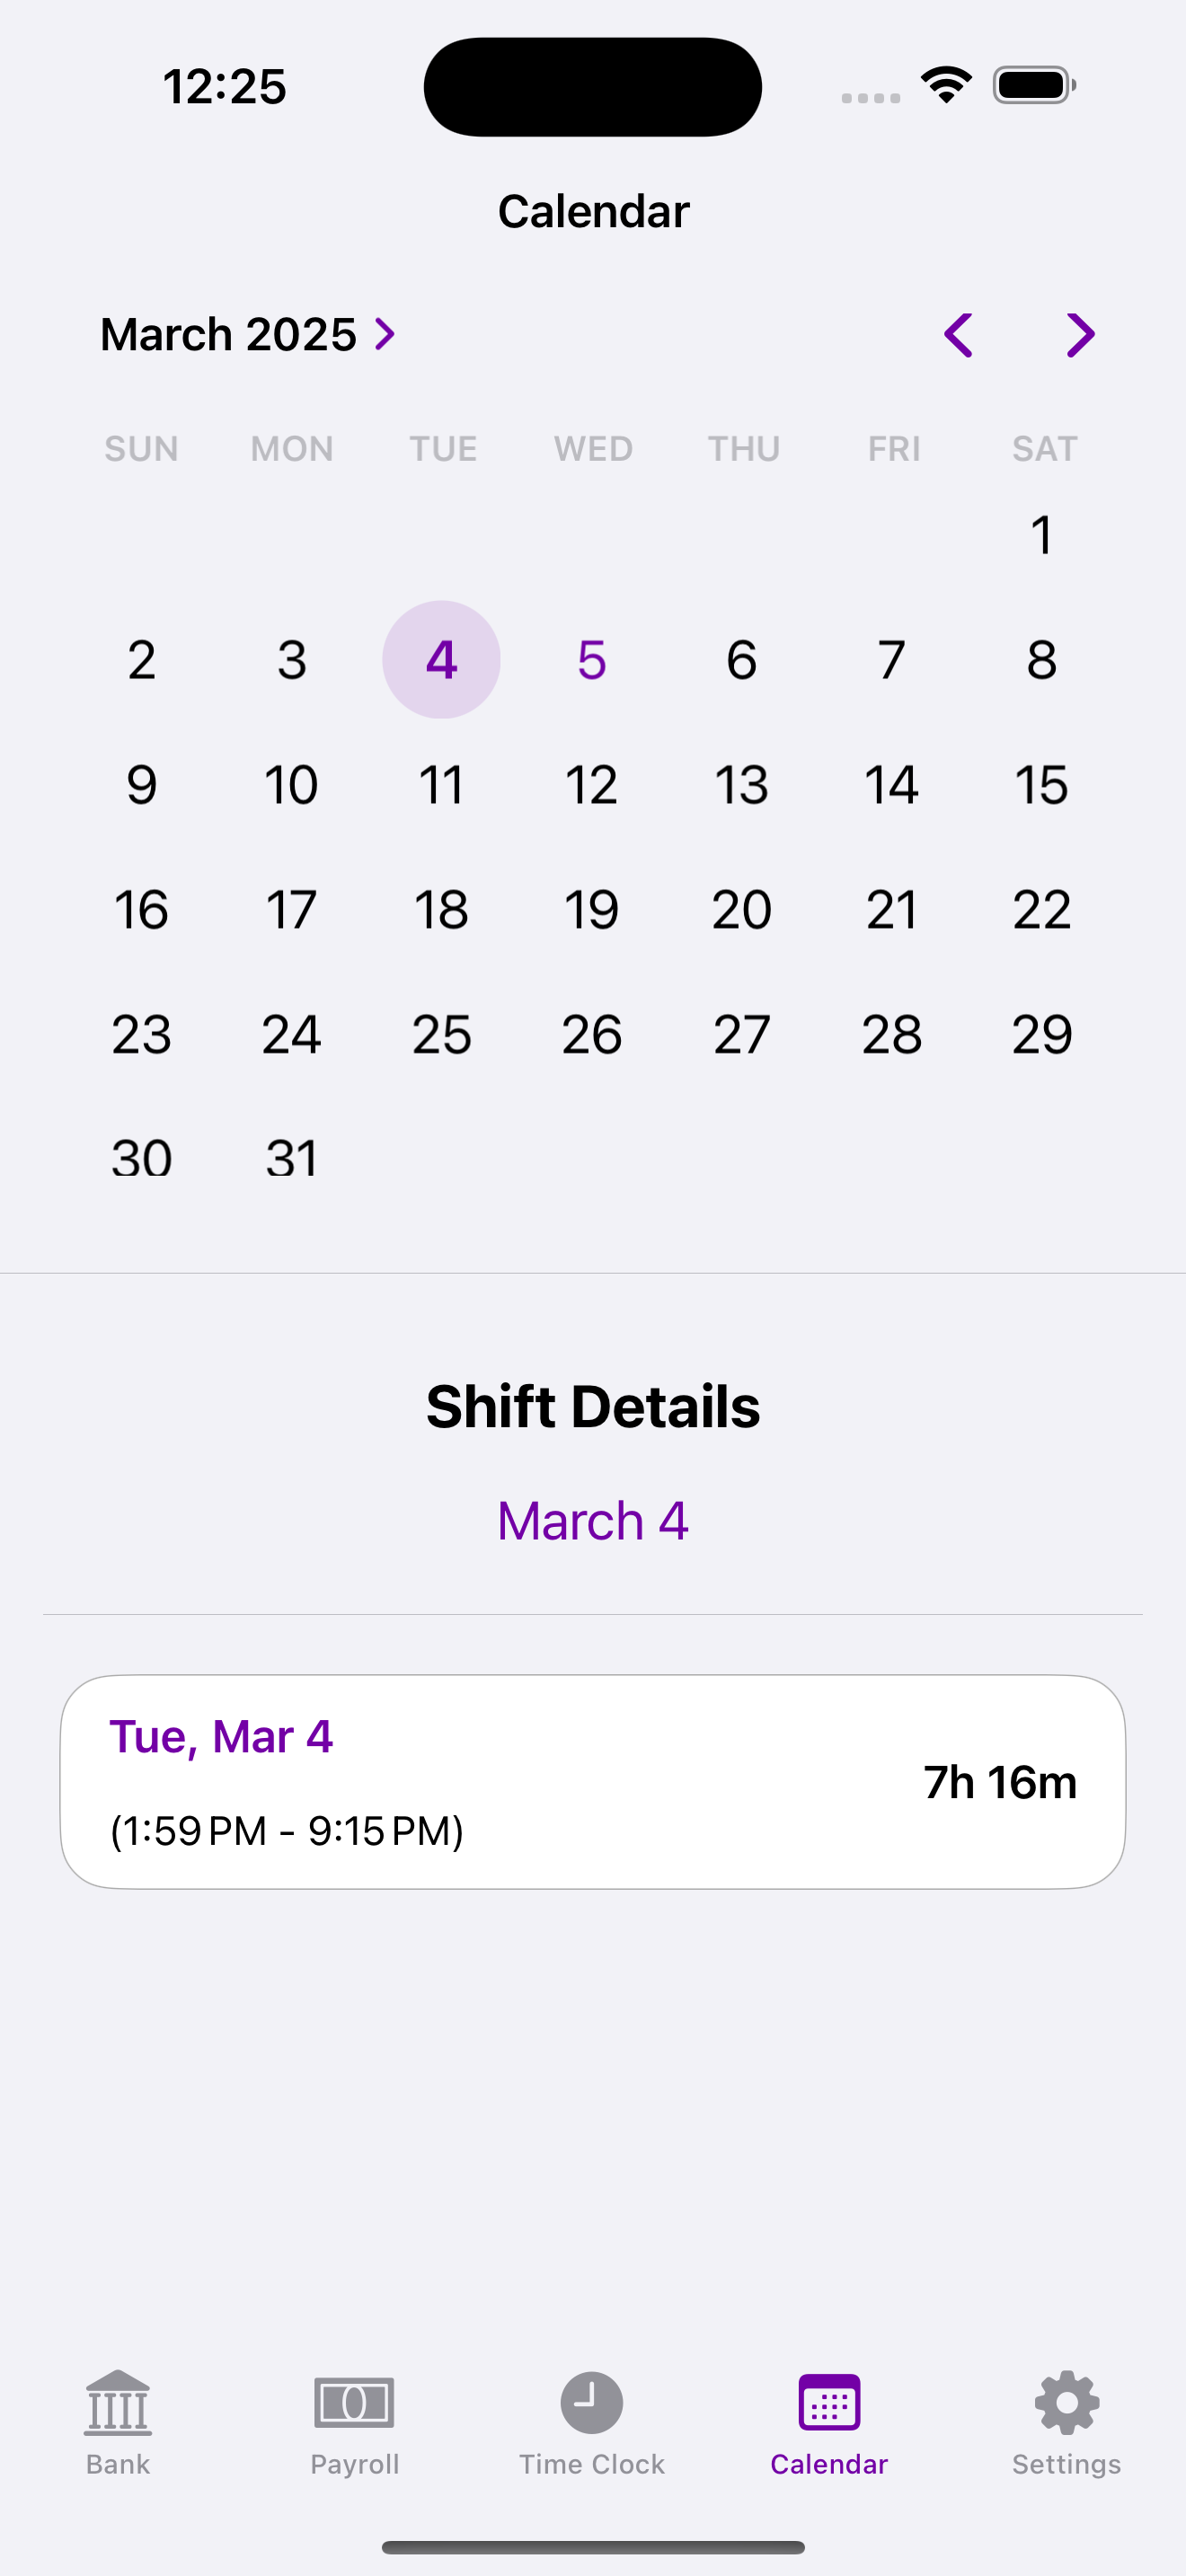 12:25
Calendar
March 2025
SUN MON TUE WED THU FRI SAT
1
2 3 4 5 6 7 8
9 10 11 12 13 14 15
16 17 18 19 20 21 22
23 24 25 26 27 28 29
30 31
Shift Details
March 4
Tue, Mar 4
7h 16m
(1:59 PM - 9:15 PM)
Bank Payroll Time Clock Calendar Settings